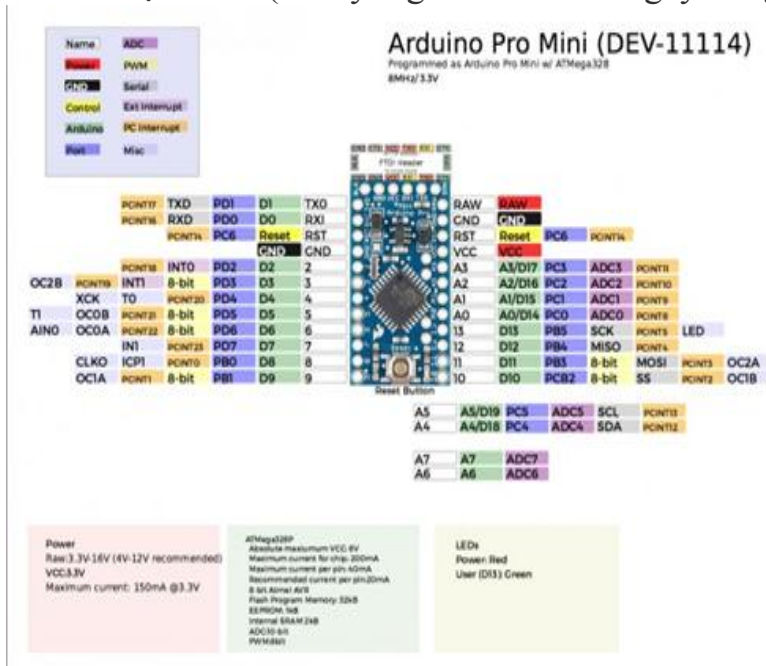 Arduino Pro Mini (DEV-11114)
Programmed as Arduino Pro Mini w/ ATMega328
8MHz/3.3V
Name ADC
Power PWM
GND Serial
Control Ext Interrupt
Arduino PC Interrupt
Port Misc
FTDI Header
PCINT17 TXD PD1 D1 TX0
PCINT16 RXD PD0 D0 RXI
PCINT14 PC6 Reset RST
GND GND
PCINT18 INT0 PD2 D2 2
OC2B PCINT19 INT1 8-bit PD3 D3 3
XCK T0 PCINT20 PD4 D4 4
T1 OC0B PCINT21 8-bit PD5 D5 5
AIN0 OC0A PCINT22 8-bit PD6 D6 6
IN1 PCINT23 PD7 D7 7
CLKO ICP1 PCINT0 PB0 D8 8
OC1A PCINT1 8-bit PB1 D9 9
RAW RAW
GND GND
RST Reset PC6 PCINT14
VCC VCC
A3 A3/D17 PC3 ADC3 PCINT11
A2 A2/D16 PC2 ADC2 PCINT10
A1 A1/D15 PC1 ADC1 PCINT9
A0 A0/D14 PC0 ADC0 PCINT8
13 D13 PB5 SCK PCINT5 LED
12 D12 PB4 MISO PCINT4
11 D11 PB3 8-bit MOSI PCINT3 OC2A
10 D10 PCB2 8-bit SS PCINT2 OC1B
Reset Button
A5 A5/D19 PC5 ADC5 SCL PCINT13
A4 A4/D18 PC4 ADC4 SDA PCINT12
A7 A7 ADC7
A6 A6 ADC6
Power
Raw:3.3V-16V (4V-12V recommended)
VCC:3.3V
Maximum current: 150mA @3.3V
ATMega328P
Absolute maxiumum VCC: 6V
Maximum current for chip: 200mA
Maximum current per pin: 40mA
Recommended current per pin:20mA
8-bit Atmel AVR
Flash Program Memory: 32kB
EEPROM: 1kB
Internal SRAM:2kB
ADC:10-bit
PWM:8bit
LEDs
Power: Red
User (D13): Green